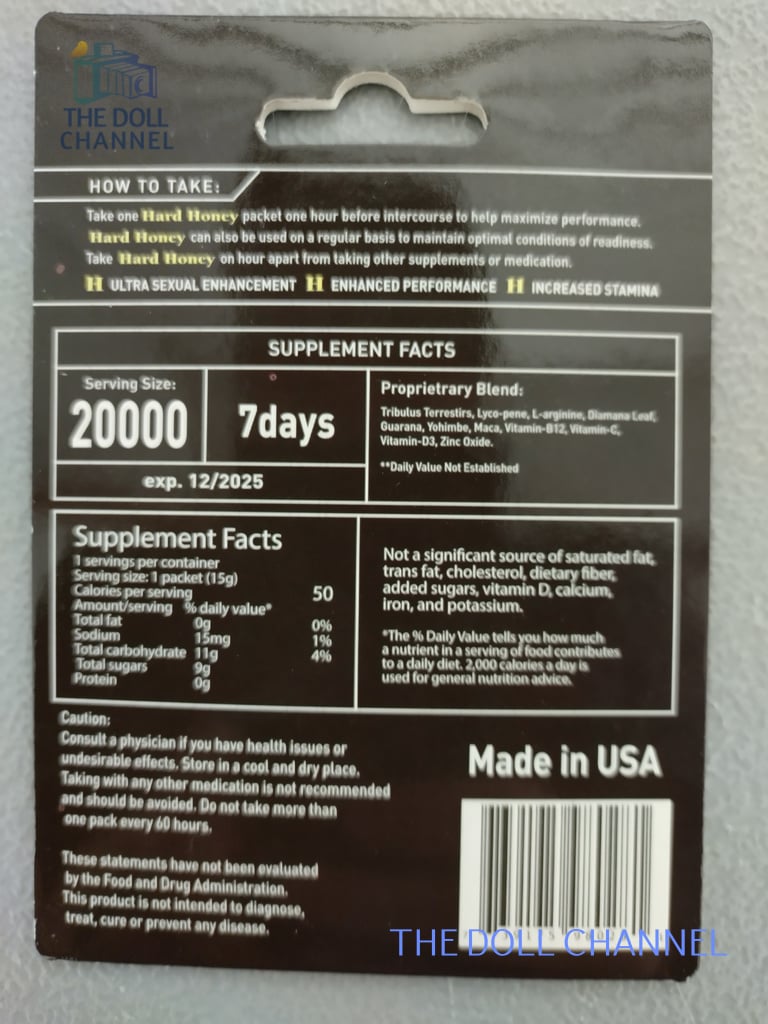 THE DOLL
CHANNEL
HOW TO TAKE:
Take one Hard Honey packet one hour before intercourse to help maximize performance.
Hard Honey can also be used on a regular basis to maintain optimal conditions of readiness.
Take Hard Honey on hour apart from taking other supplements or medication.
H ULTRA SEXUAL ENHANCEMENT H ENHANCED PERFORMANCE H INCREASED STAMINA
SUPPLEMENT FACTS
Serving Size:
20000
7days
exp. 12/2025
Proprietrary Blend:
Tribulus Terrestirs, Lyco-pene, L-arginine, Diamana Leaf,
Guarana, Yohimbe, Maca, Vitamin-B12, Vitamin-C,
Vitamin-D3, Zinc Oxide.
**Daily Value Not Established
Supplement Facts
1 servings per container
Serving size: 1 packet (15g)
Calories per serving 50
Amount/serving % daily value*
Total fat 0g 0%
Sodium 15mg 1%
Total carbohydrate 11g 4%
Total sugars 9g
Protein 0g
Not a significant source of saturated fat,
trans fat, cholesterol, dietary fiber,
added sugars, vitamin D, calcium,
iron, and potassium.
*The % Daily Value tells you how much
a nutrient in a serving of food contributes
to a daily diet. 2,000 calories a day is
used for general nutrition advice.
Caution:
Consult a physician if you have health issues or
undesirable effects. Store in a cool and dry place.
Taking with any other medication is not recommended
and should be avoided. Do not take more than
one pack every 60 hours.
These statements have not been evaluated
by the Food and Drug Administration.
This product is not intended to diagnose,
treat, cure or prevent any disease.
Made in USA
THE DOLL CHANNEL